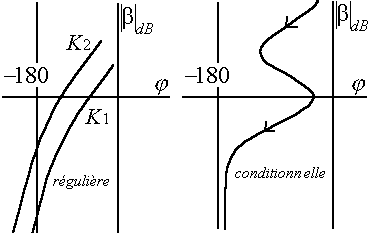 |β|dB
K2
–180
φ
K1
régulière
|β|dB
–180
φ
conditionnelle